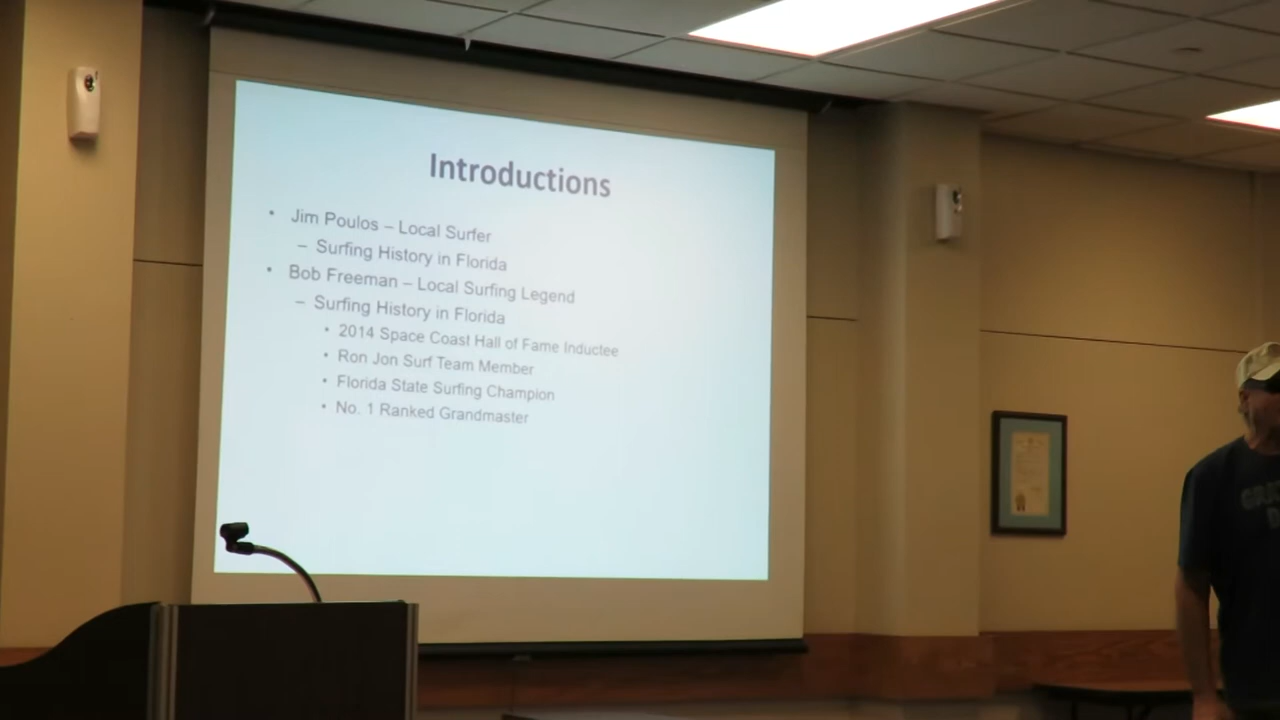 Introductions
• Jim Poulos – Local Surfer
– Surfing History in Florida
• Bob Freeman – Local Surfing Legend
– Surfing History in Florida
• 2014 Space Coast Hall of Fame Inductee
• Ron Jon Surf Team Member
• Florida State Surfing Champion
• No. 1 Ranked Grandmaster